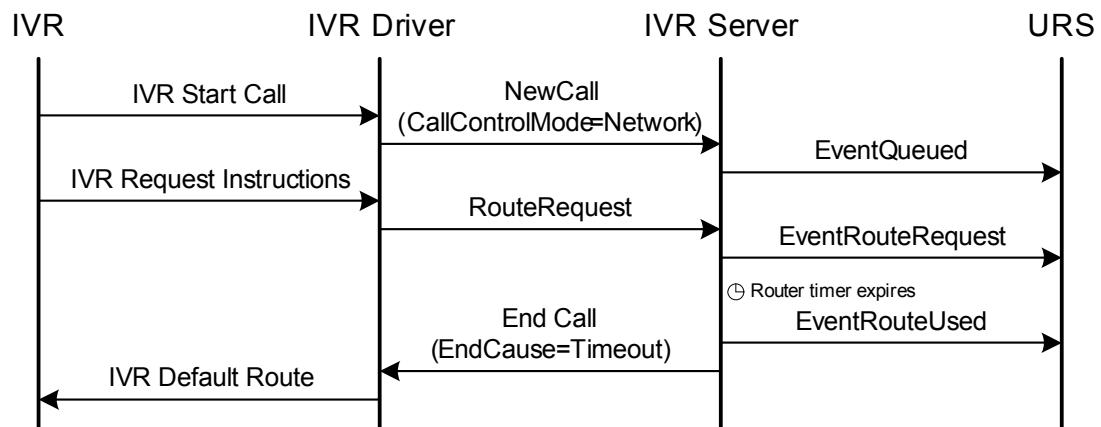 IVR
IVR Driver
IVR Server
URS
IVR Start Call
NewCall
(CallControlMode=Network)
EventQueued
IVR Request Instructions
RouteRequest
EventRouteRequest
Router timer expires
EventRouteUsed
End Call
(EndCause=Timeout)
IVR Default Route